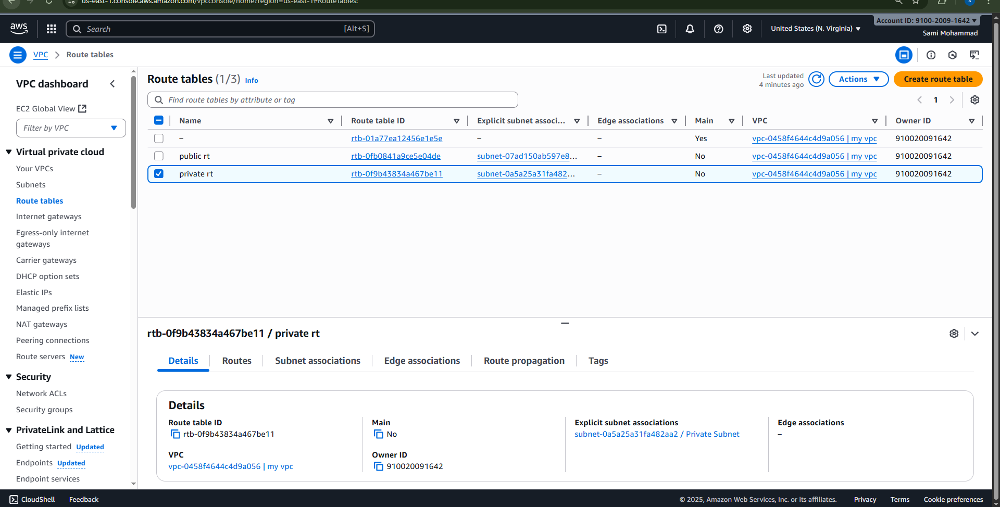 us-east-1.console.aws.amazon.com/vpcconsole/home?region=us-east-1#RouteTables:
S
aws
Search
[Alt+S]
United States (N. Virginia)
Account ID: 9100-2009-1642
Sami Mohammad
VPC
Route tables
VPC dashboard
EC2 Global View
Filter by VPC
Virtual private cloud
Your VPCs
Subnets
Route tables
Internet gateways
Egress-only internet
gateways
Carrier gateways
DHCP option sets
Elastic IPs
Managed prefix lists
NAT gateways
Peering connections
Route servers New
Security
Network ACLs
Security groups
PrivateLink and Lattice
Getting started Updated
Endpoints Updated
Endpoint services
Route tables (1/3) Info
Last updated
4 minutes ago
Actions
Create route table
Find route tables by attribute or tag
1
Name Route table ID Explicit subnet associ... Edge associations Main VPC Owner ID
– rtb-01a77ea12456e1e5e – – Yes vpc-0458f4644c4d9a056 | my vpc 910020091642
public rt rtb-0fb0841a9ce5e04de subnet-07ad150ab597e8... – No vpc-0458f4644c4d9a056 | my vpc 910020091642
private rt rtb-0f9b43834a467be11 subnet-0a5a25a31fa482... – No vpc-0458f4644c4d9a056 | my vpc 910020091642
rtb-0f9b43834a467be11 / private rt
Details Routes Subnet associations Edge associations Route propagation Tags
Details
Route table ID
rtb-0f9b43834a467be11
Main
No
Explicit subnet associations
subnet-0a5a25a31fa482aa2 / Private Subnet
Edge associations
–
VPC
vpc-0458f4644c4d9a056 | my vpc
Owner ID
910020091642
CloudShell Feedback
© 2025, Amazon Web Services, Inc. or its affiliates. Privacy Terms Cookie preferences